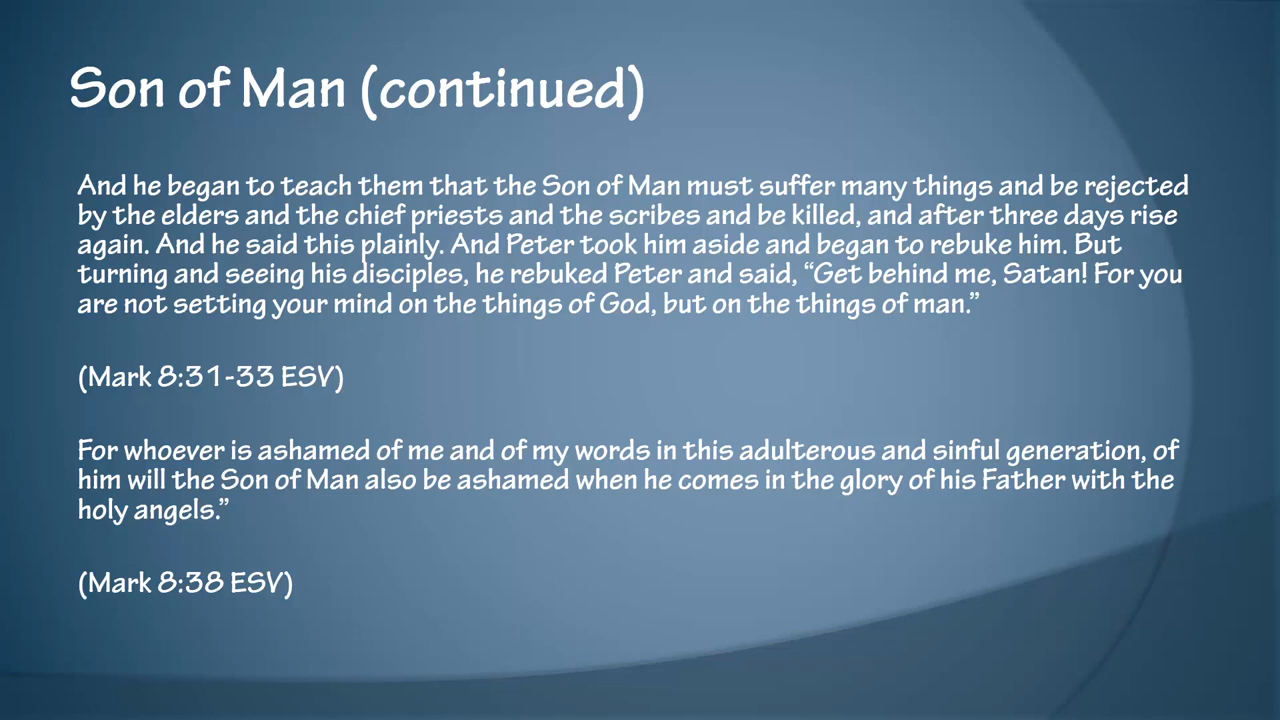 Son of Man (continued)
And he began to teach them that the Son of Man must suffer many things and be rejected
by the elders and the chief priests and the scribes and be killed, and after three days rise
again. And he said this plainly. And Peter took him aside and began to rebuke him. But
turning and seeing his disciples, he rebuked Peter and said, “Get behind me, Satan! For you
are not setting your mind on the things of God, but on the things of man.”
(Mark 8:31-33 ESV)
For whoever is ashamed of me and of my words in this adulterous and sinful generation, of
him will the Son of Man also be ashamed when he comes in the glory of his Father with the
holy angels.”
(Mark 8:38 ESV)